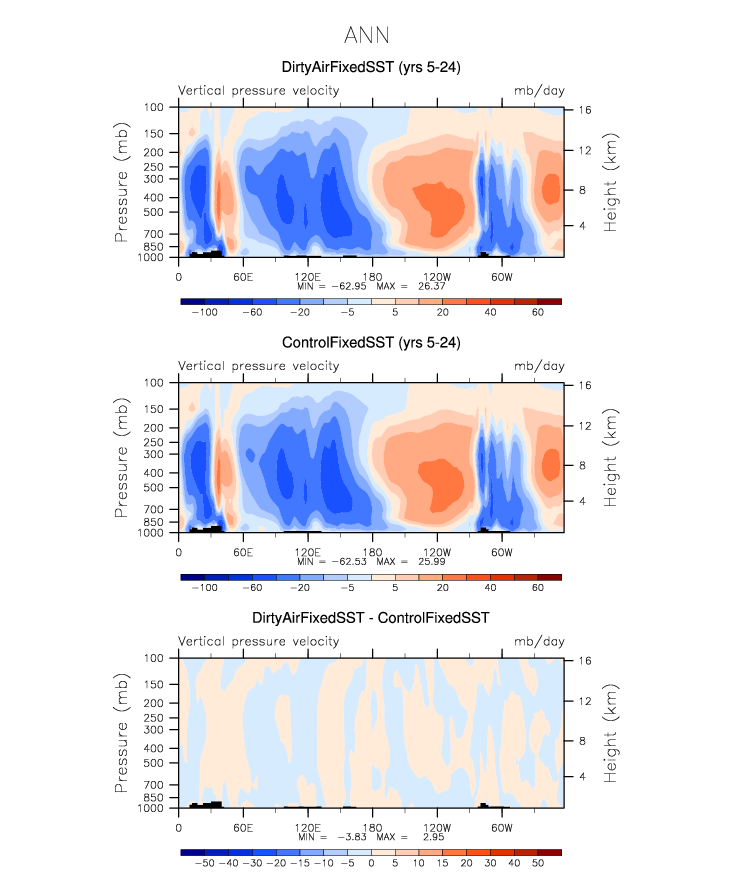 ANN
DirtyAirFixedSST (yrs 5-24)
Vertical pressure velocity mb/day
Pressure (mb)
100
150
200
250
300
400
500
700
850
1000
16
12
8
4
Height (km)
0 60E 120E 180 120W 60W
MIN = -62.95 MAX = 26.37
-100 -60 -20 -5 5 20 40 60
ControlFixedSST (yrs 5-24)
Vertical pressure velocity mb/day
Pressure (mb)
100
150
200
250
300
400
500
700
850
1000
16
12
8
4
Height (km)
0 60E 120E 180 120W 60W
MIN = -62.53 MAX = 25.99
-100 -60 -20 -5 5 20 40 60
DirtyAirFixedSST - ControlFixedSST
Vertical pressure velocity mb/day
Pressure (mb)
100
150
200
250
300
400
500
700
850
1000
16
12
8
4
Height (km)
0 60E 120E 180 120W 60W
MIN = -3.83 MAX = 2.95
-50 -40 -30 -20 -15 -10 -5 0 5 10 15 20 30 40 50